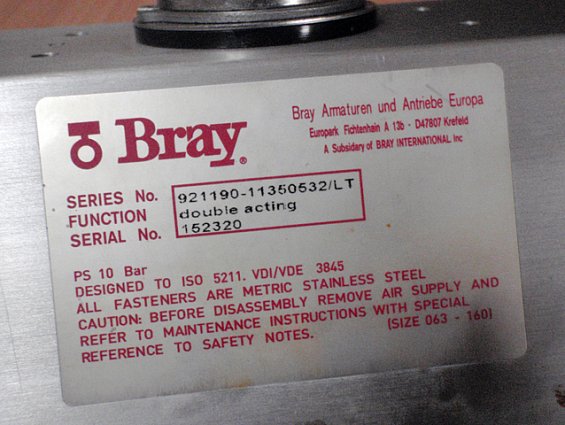 Bray®
Bray Armaturen und Antriebe Europa
Europark Fichtenhain A 13b - D47807 Krefeld
A Subsidary of BRAY INTERNATIONAL Inc
SERIES No. 921190-11350532/LT
FUNCTION double acting
SERIAL No. 152320
PS 10 Bar
DESIGNED TO ISO 5211. VDI/VDE 3845
ALL FASTENERS ARE METRIC STAINLESS STEEL
CAUTION: BEFORE DISASSEMBLY REMOVE AIR SUPPLY AND
REFER TO MAINTENANCE INSTRUCTIONS WITH SPECIAL
REFERENCE TO SAFETY NOTES. (SIZE 063 - 160)